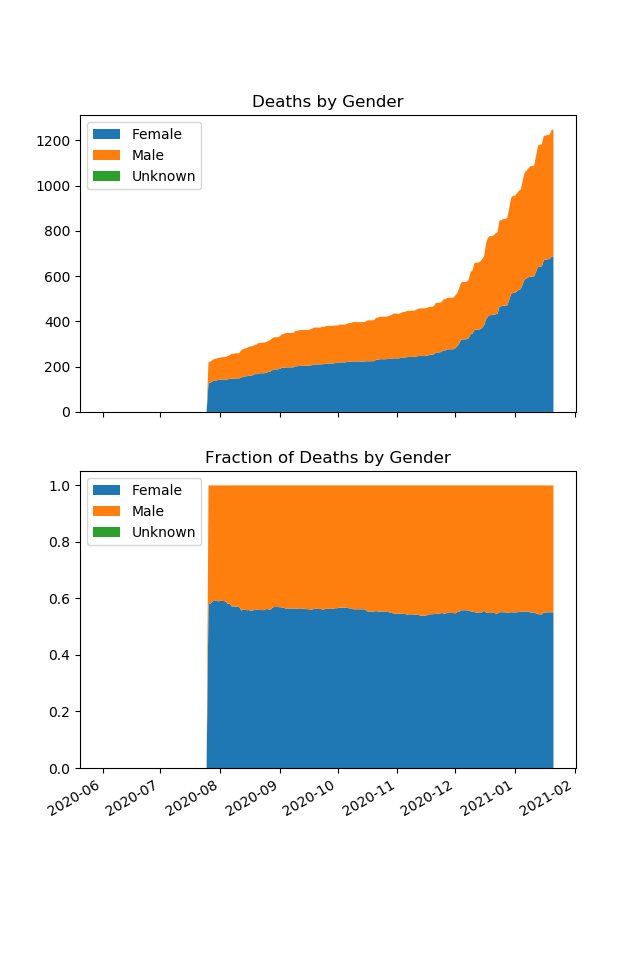 Deaths by Gender
Female
Male
Unknown
1200
1000
800
600
400
200
0
Fraction of Deaths by Gender
Female
Male
Unknown
1.0
0.8
0.6
0.4
0.2
0.0
2020-06 2020-07 2020-08 2020-09 2020-10 2020-11 2020-12 2021-01 2021-02